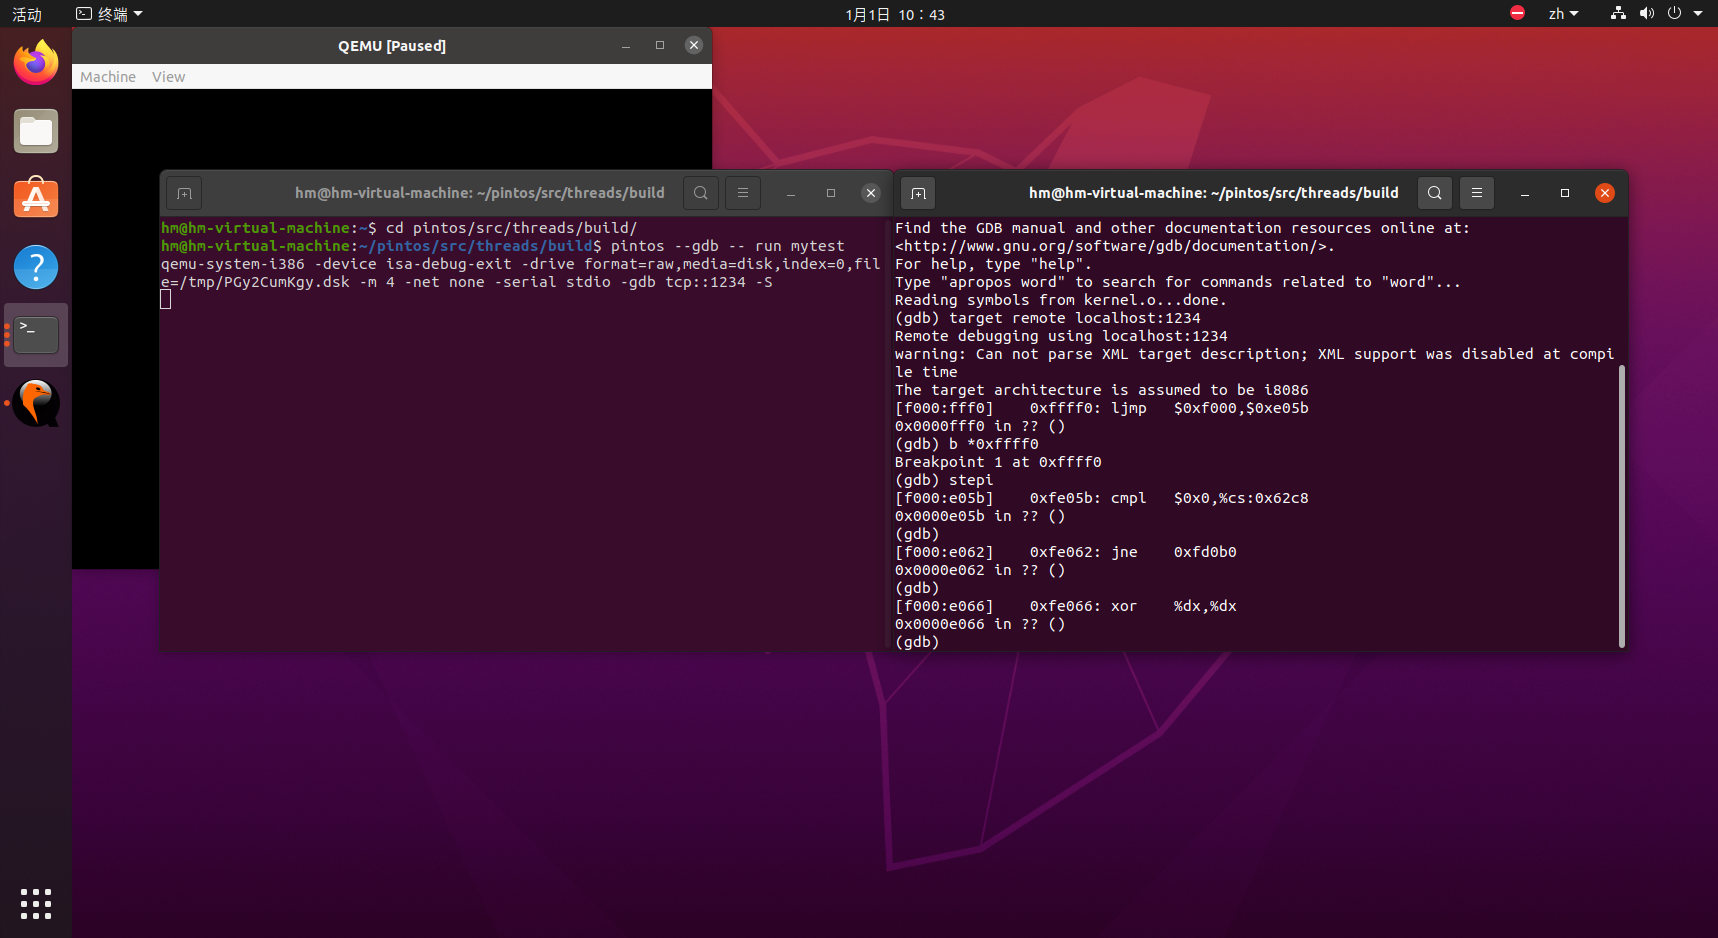 活动
终端
1月1日 10：43
zh
QEMU [Paused]
Machine View
hm@hm-virtual-machine: ~/pintos/src/threads/build
hm@hm-virtual-machine:~$ cd pintos/src/threads/build/
hm@hm-virtual-machine:~/pintos/src/threads/build$ pintos --gdb -- run mytest
qemu-system-i386 -device isa-debug-exit -drive format=raw,media=disk,index=0,fil
e=/tmp/PGy2CumKgy.dsk -m 4 -net none -serial stdio -gdb tcp::1234 -S
hm@hm-virtual-machine: ~/pintos/src/threads/build
Find the GDB manual and other documentation resources online at:
<http://www.gnu.org/software/gdb/documentation/>.
For help, type "help".
Type "apropos word" to search for commands related to "word"...
Reading symbols from kernel.o...done.
(gdb) target remote localhost:1234
Remote debugging using localhost:1234
warning: Can not parse XML target description; XML support was disabled at compi
le time
The target architecture is assumed to be i8086
[f000:fff0]    0xffff0: ljmp   $0xf000,$0xe05b
0x0000fff0 in ?? ()
(gdb) b *0xffff0
Breakpoint 1 at 0xffff0
(gdb) stepi
[f000:e05b]    0xfe05b: cmpl   $0x0,%cs:0x62c8
0x0000e05b in ?? ()
(gdb)
[f000:e062]    0xfe062: jne    0xfd0b0
0x0000e062 in ?? ()
(gdb)
[f000:e066]    0xfe066: xor    %dx,%dx
0x0000e066 in ?? ()
(gdb)